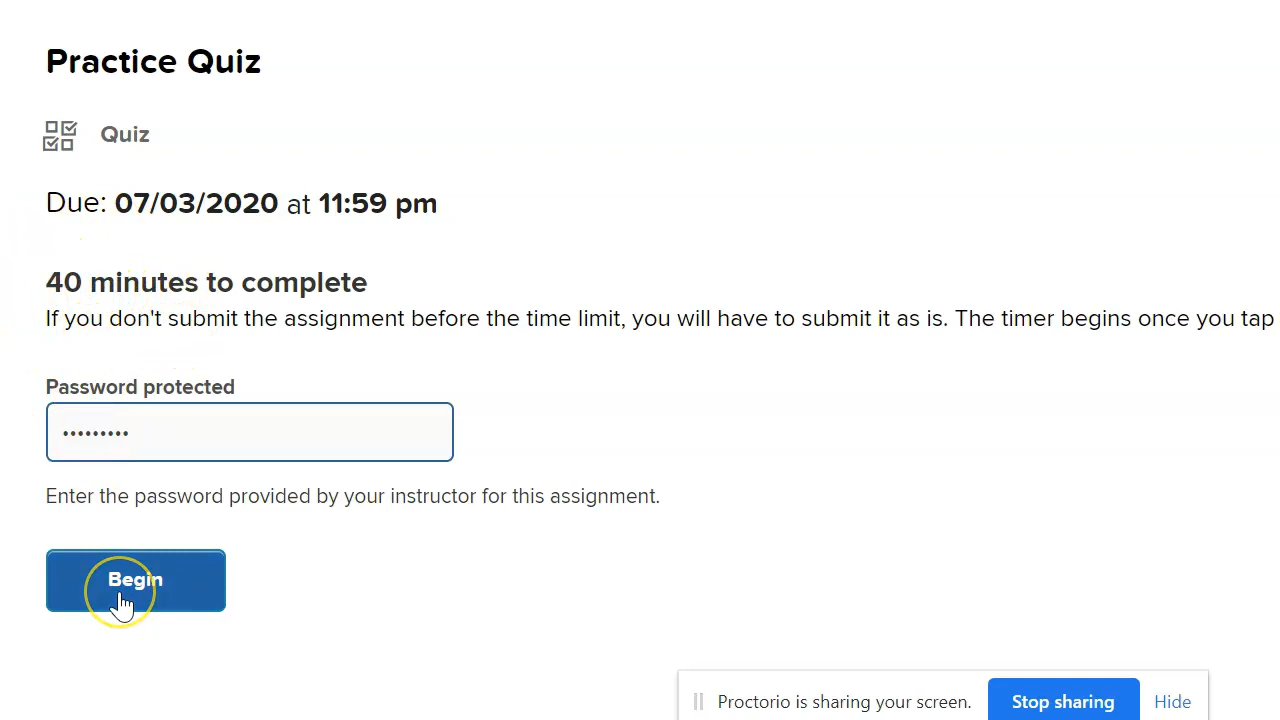 Practice Quiz
Quiz
Due: 07/03/2020 at 11:59 pm
40 minutes to complete
If you don't submit the assignment before the time limit, you will have to submit it as is. The timer begins once you tap
Password protected
•••••••••
Enter the password provided by your instructor for this assignment.
Begin
Proctorio is sharing your screen. Stop sharing Hide